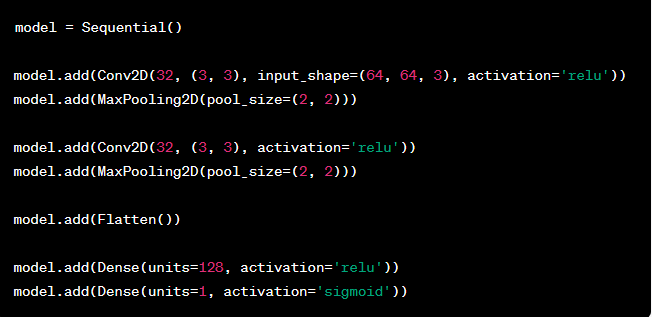 model = Sequential()
model.add(Conv2D(32, (3, 3), input_shape=(64, 64, 3), activation='relu'))
model.add(MaxPooling2D(pool_size=(2, 2)))
model.add(Conv2D(32, (3, 3), activation='relu'))
model.add(MaxPooling2D(pool_size=(2, 2)))
model.add(Flatten())
model.add(Dense(units=128, activation='relu'))
model.add(Dense(units=1, activation='sigmoid'))